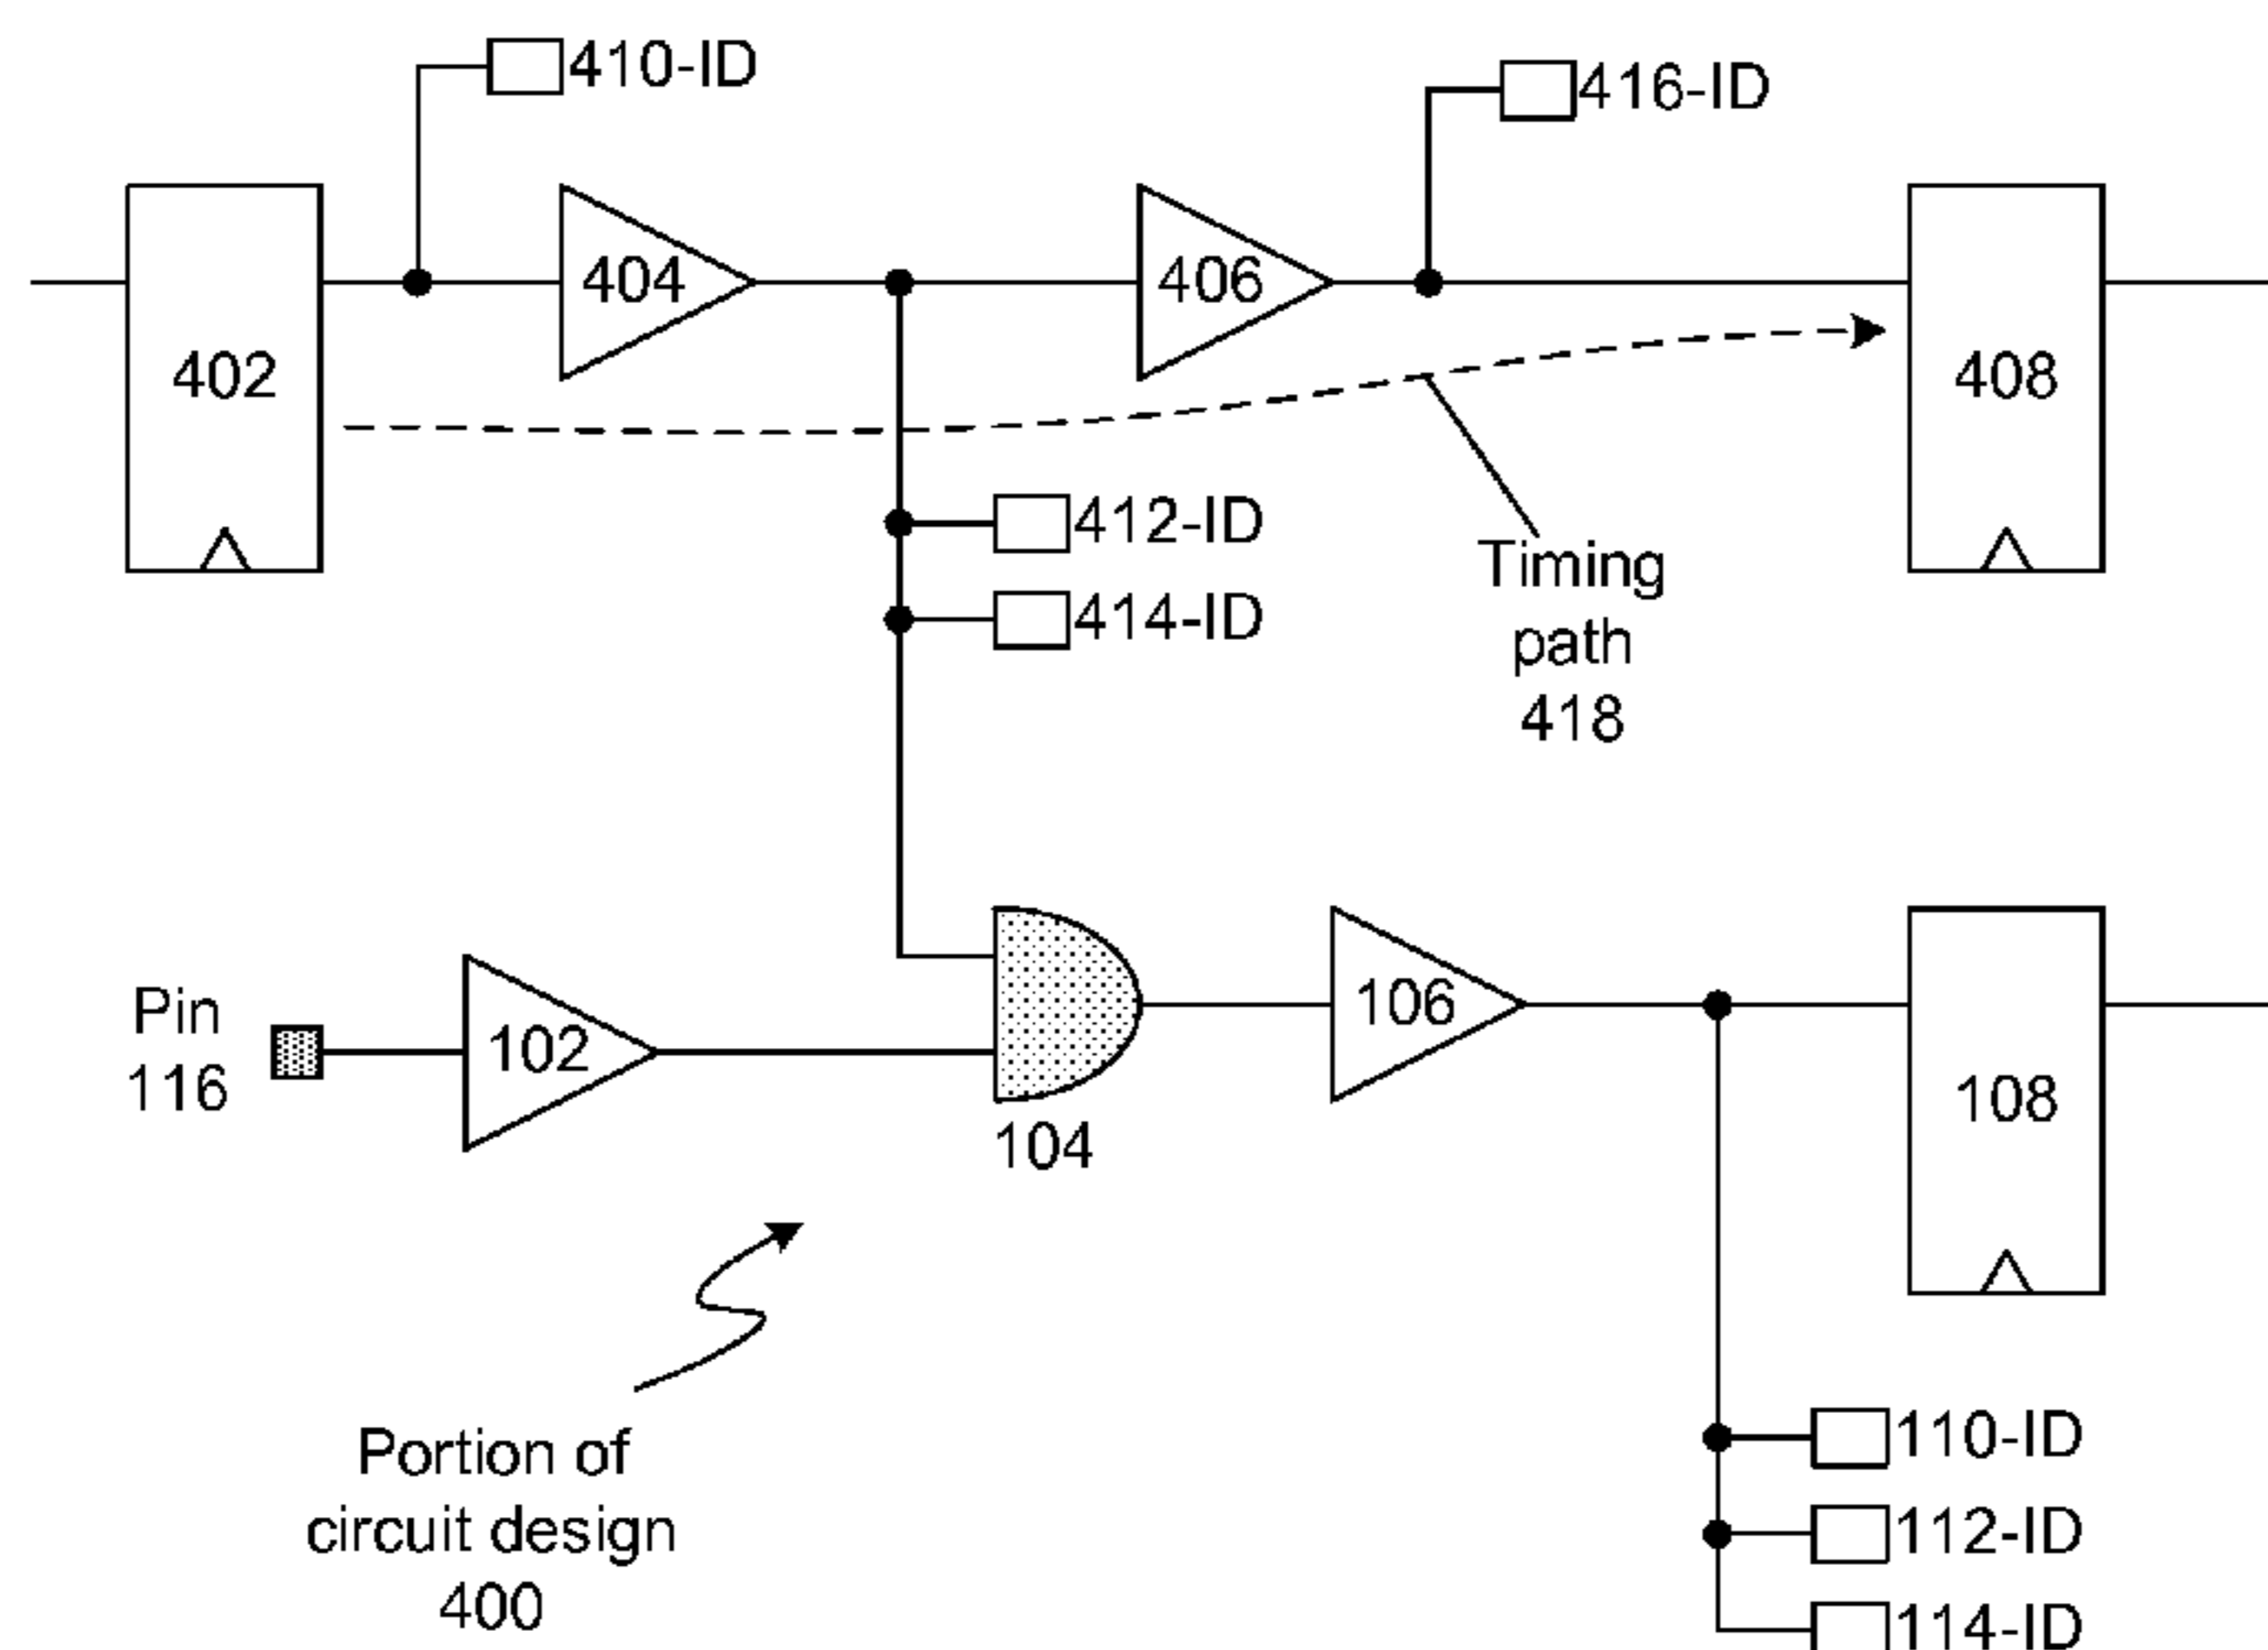 410-ID
416-ID
404
406
402
408
412-ID
414-ID
Timing
path
418
Pin
116
102
104
106
108
Portion of
circuit design
400
110-ID
112-ID
114-ID